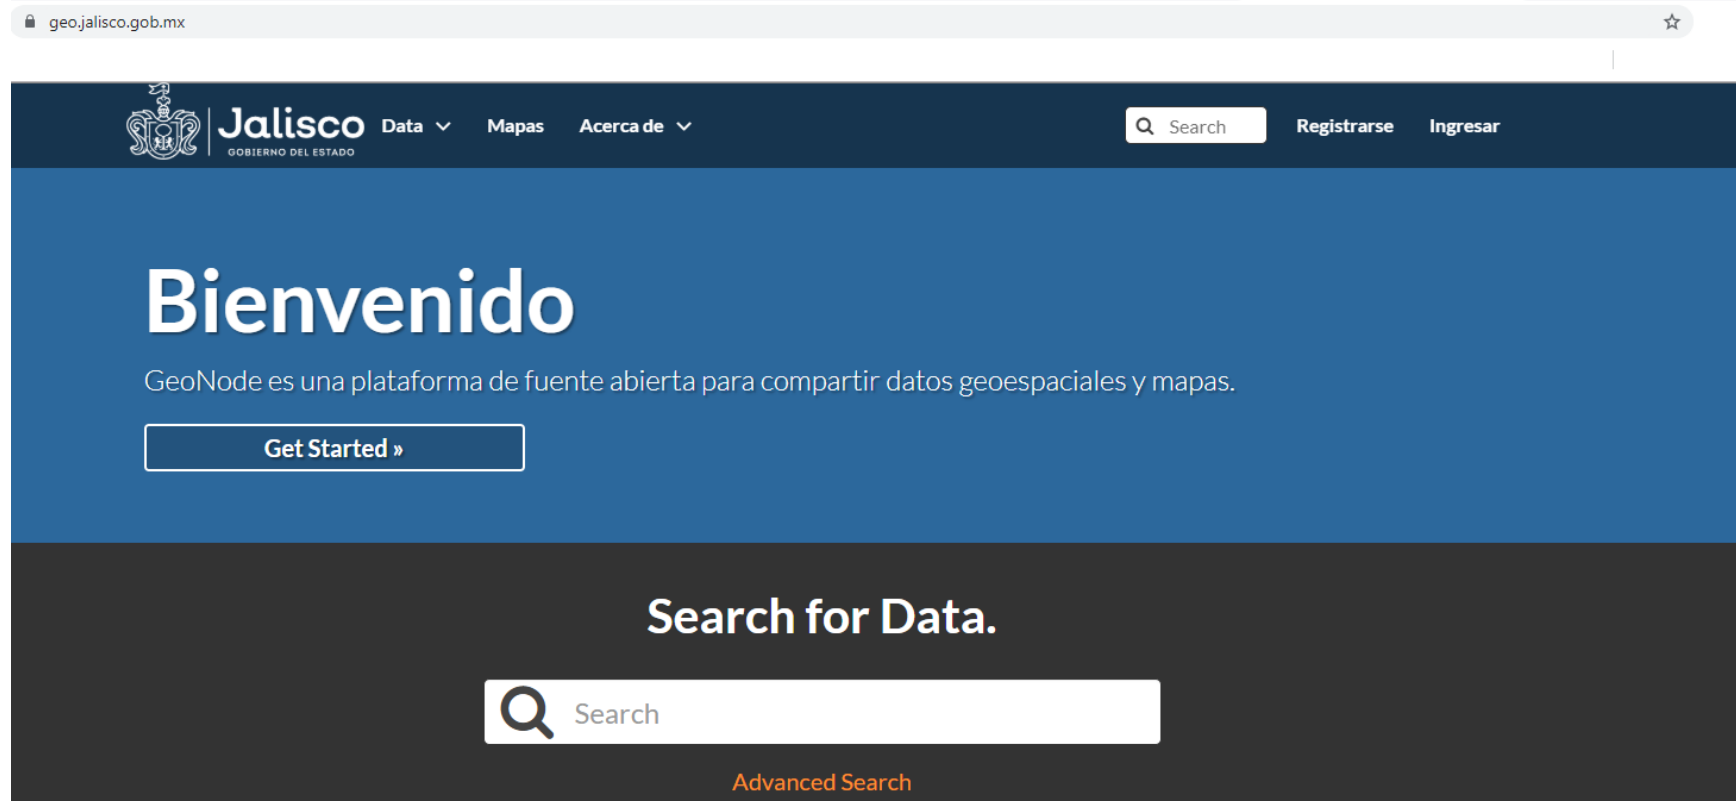 geo.jalisco.gob.mx
Jalisco
GOBIERNO DEL ESTADO
Data Mapas Acerca de Search Registrarse Ingresar
Bienvenido
GeoNode es una plataforma de fuente abierta para compartir datos geoespaciales y mapas.
Get Started »
Search for Data.
Search
Advanced Search